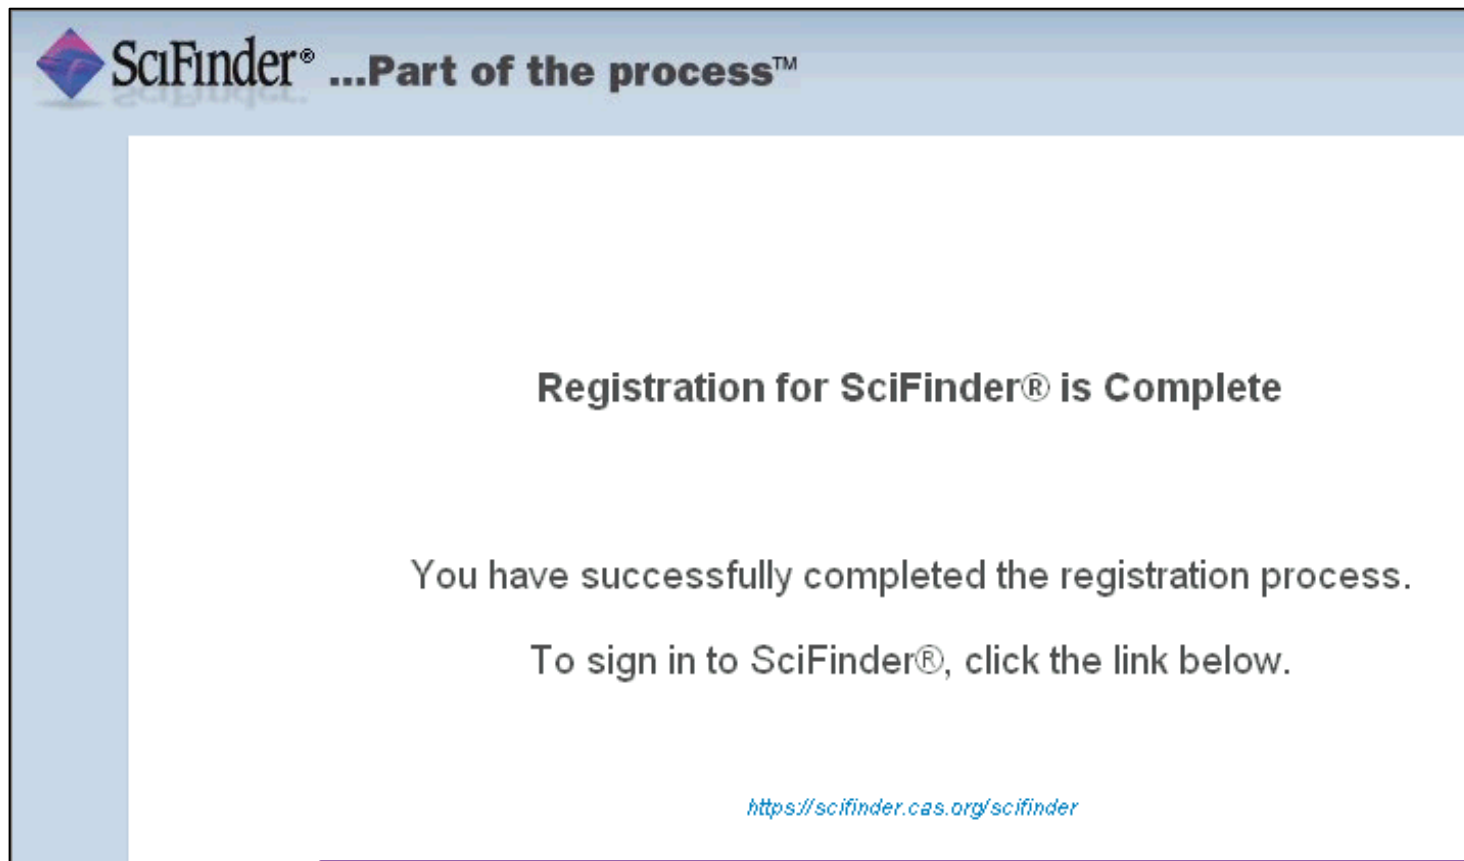 SciFinder® ...Part of the process™
Registration for SciFinder® is Complete
You have successfully completed the registration process.
To sign in to SciFinder®, click the link below.
https://scifinder.cas.org/scifinder